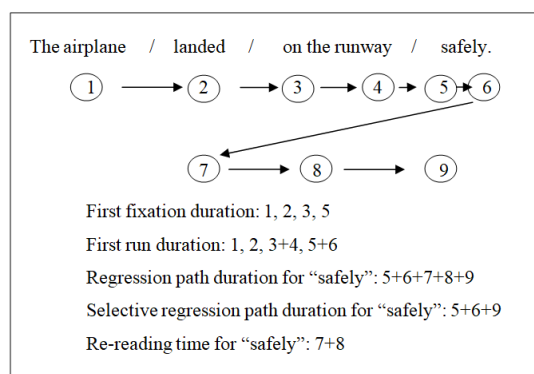 The airplane / landed / on the runway / safely.
1 2 3 4 5 6
7 8 9
First fixation duration: 1, 2, 3, 5
First run duration: 1, 2, 3+4, 5+6
Regression path duration for “safely”: 5+6+7+8+9
Selective regression path duration for “safely”: 5+6+9
Re-reading time for “safely”: 7+8